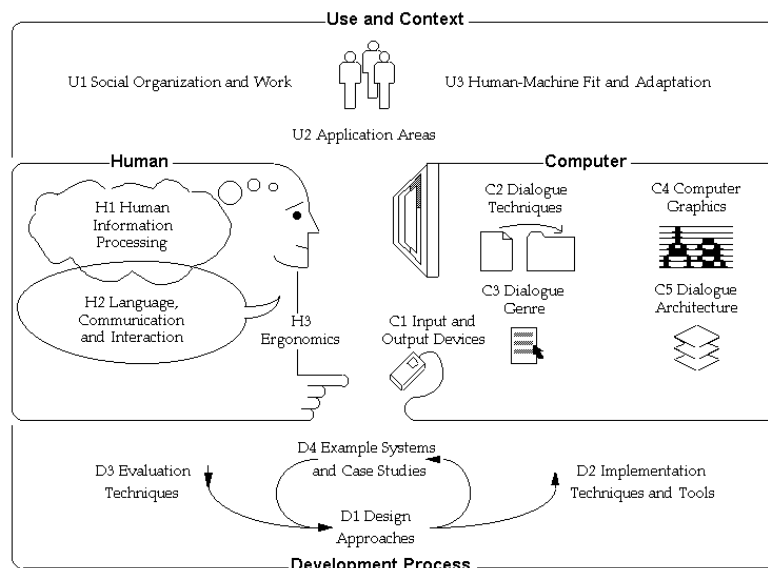 Use and Context
U1 Social Organization and Work
U3 Human-Machine Fit and Adaptation
U2 Application Areas
Human
H1 Human
Information
Processing
H2 Language,
Communication
and Interaction
H3
Ergonomics
Computer
C1 Input and
Output Devices
C2 Dialogue
Techniques
C3 Dialogue
Genre
C4 Computer
Graphics
C5 Dialogue
Architecture
D3 Evaluation
Techniques
D4 Example Systems
and Case Studies
D1 Design
Approaches
D2 Implementation
Techniques and Tools
Development Process